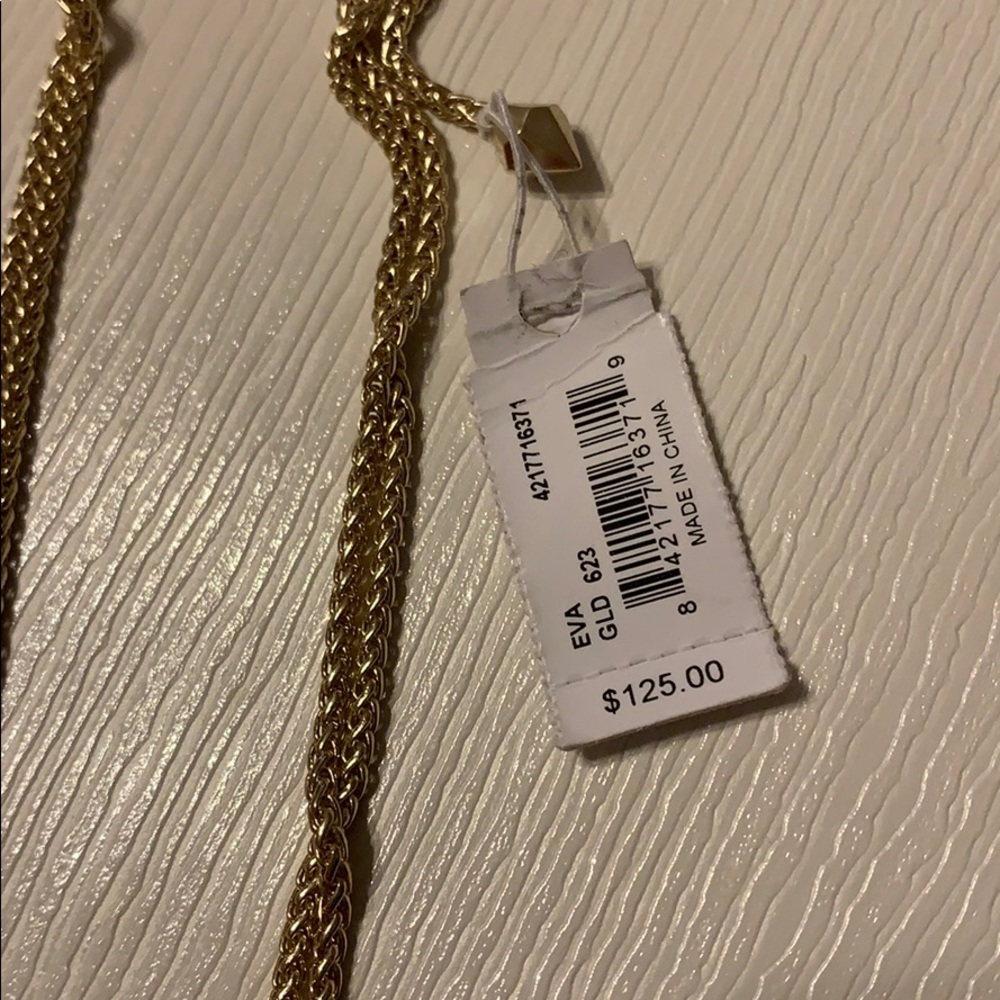 4217716371
EVA
GLD 623
8 42177 16371 9
MADE IN CHINA
$125.00